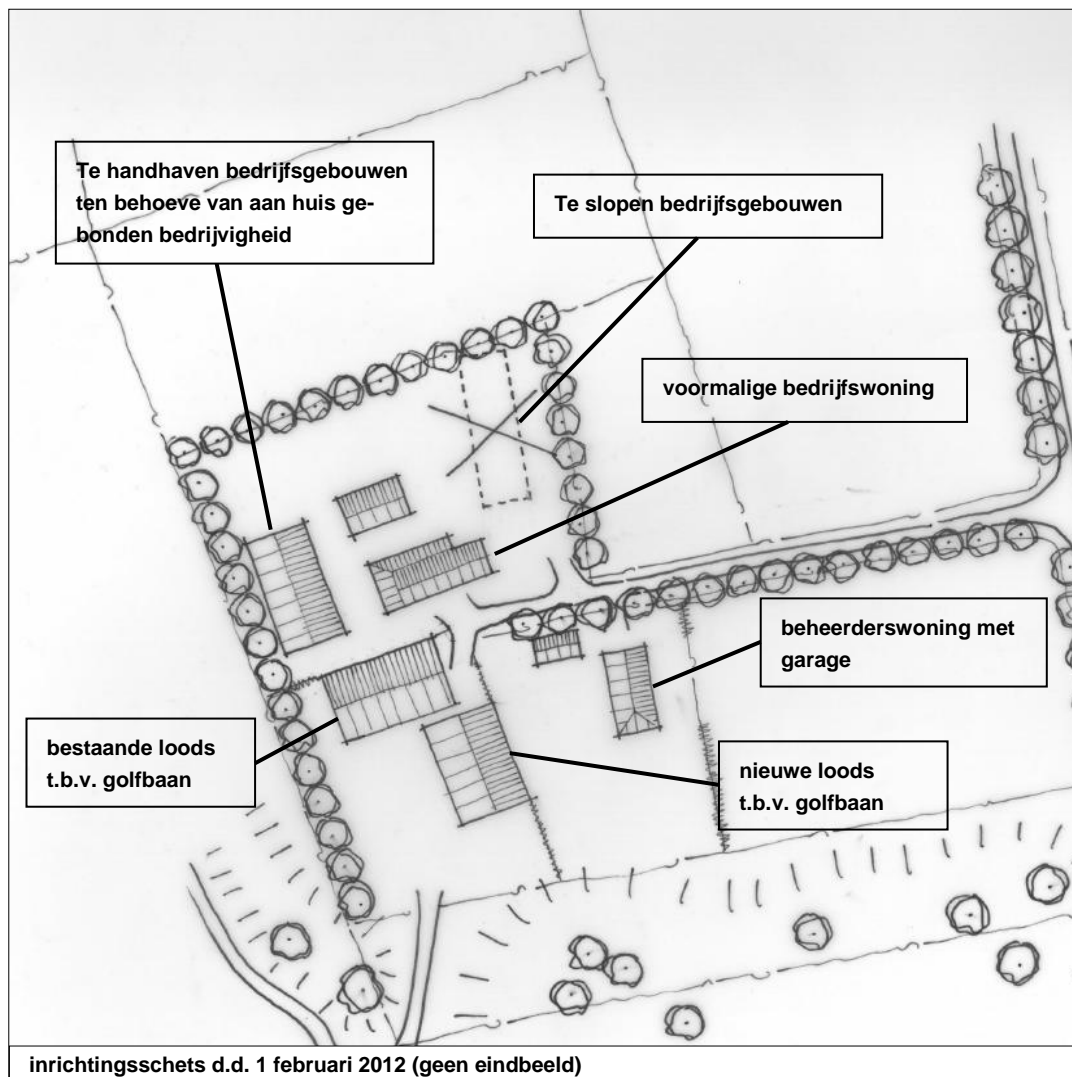 Te handhaven bedrijfsgebouwen
ten behoeve van aan huis ge-
bonden bedrijvigheid
Te slopen bedrijfsgebouwen
voormalige bedrijfswoning
beheerderswoning met
garage
bestaande loods
t.b.v. golfbaan
nieuwe loods
t.b.v. golfbaan
inrichtingsschets d.d. 1 februari 2012 (geen eindbeeld)